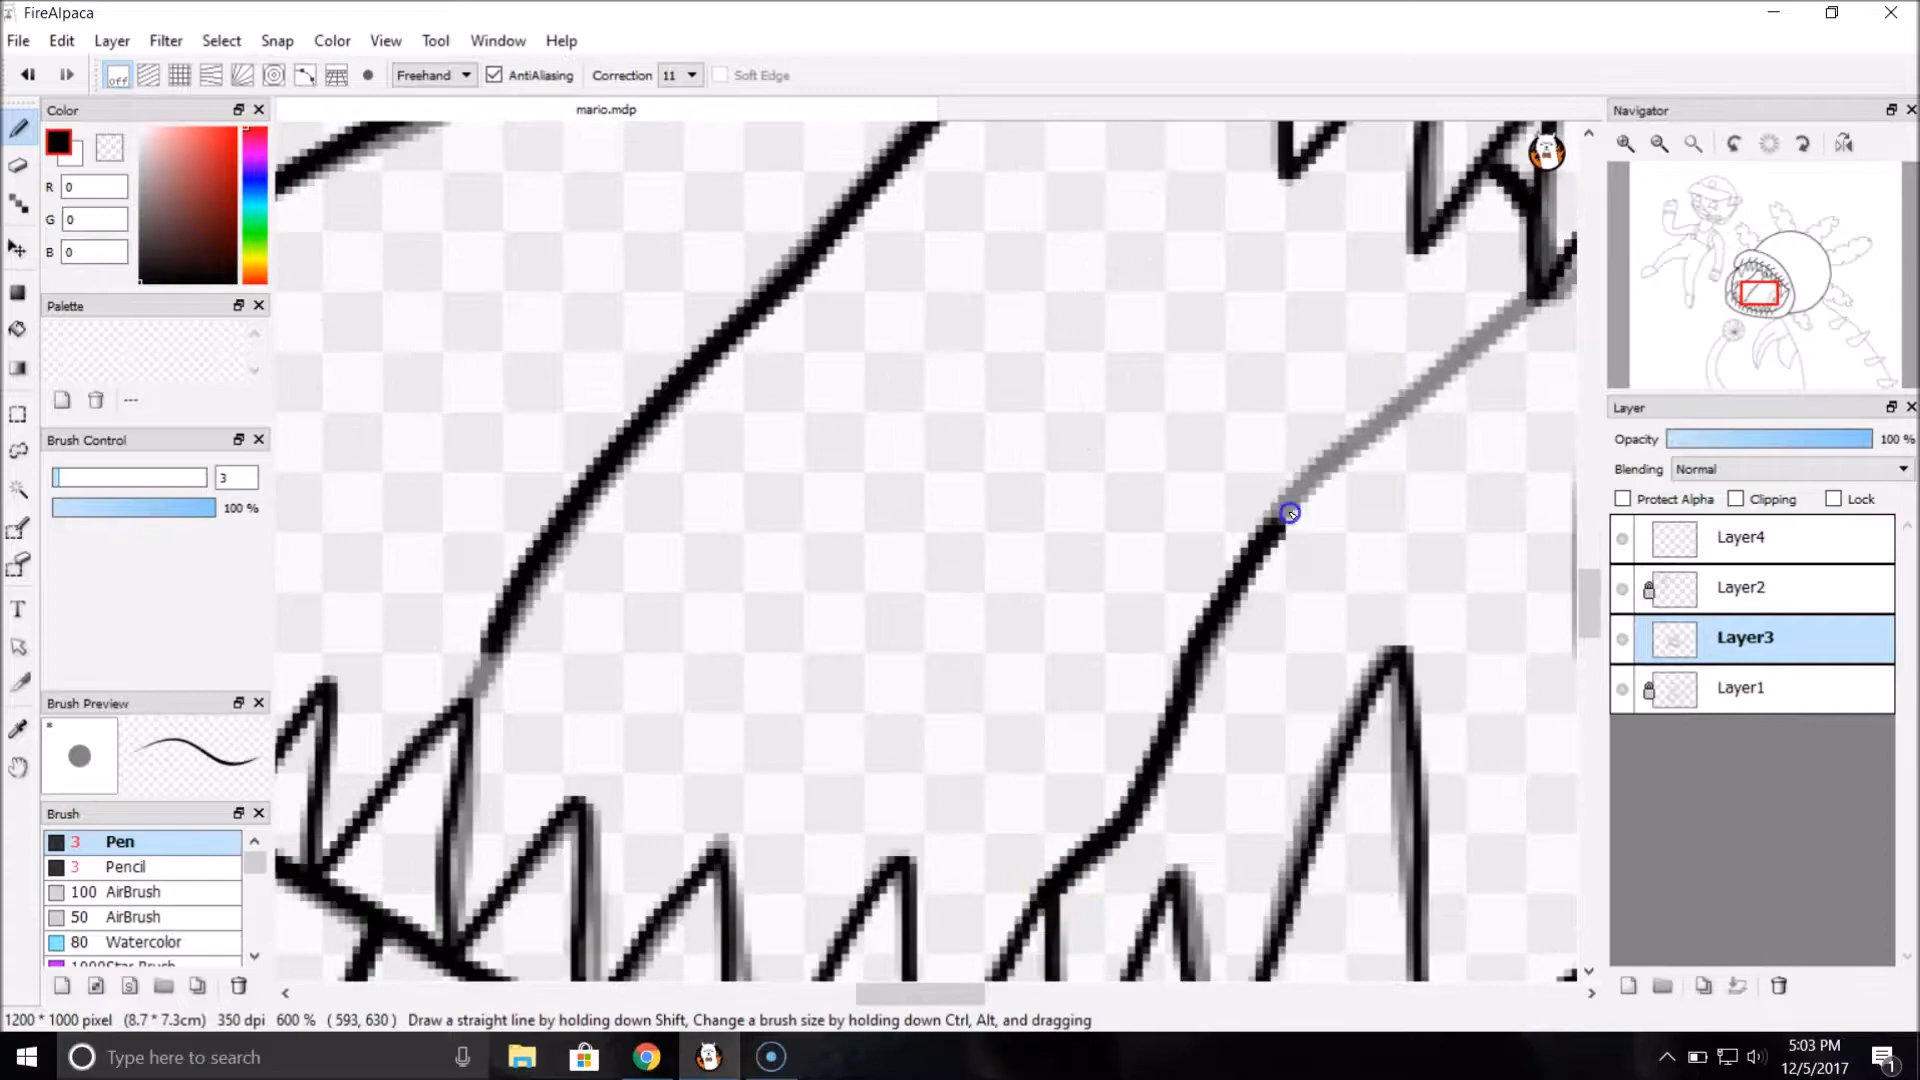 FireAlpaca
File Edit Layer Filter Select Snap Color View Tool Window Help
off Freehand AntiAliasing Correction 11 Soft Edge
Color
mario.mdp
Navigator
R 0
G 0
B 0
Palette
---
Layer
Opacity 100 %
Brush Control
Blending Normal
3
Protect Alpha Clipping Lock
100 %
Layer4
Layer2
Layer3
Layer1
Brush Preview
*
Brush
3 Pen
3 Pencil
100 AirBrush
50 AirBrush
80 Watercolor
1200 * 1000 pixel (8.7 * 7.3cm) 350 dpi 600 % ( 593, 630 ) Draw a straight line by holding down Shift, Change a brush size by holding down Ctrl, Alt, and dragging
Type here to search
5:03 PM
12/5/2017
1